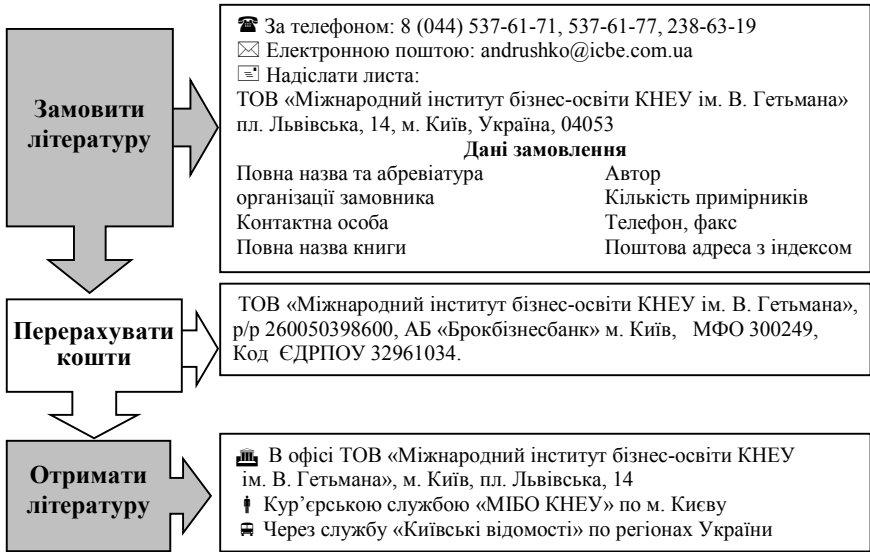 Замовити
літературу
☎ За телефоном: 8 (044) 537-61-71, 537-61-77, 238-63-19
Електронною поштою: andrushko@icbe.com.ua
Надіслати листа:
ТОВ «Міжнародний інститут бізнес-освіти КНЕУ ім. В. Гетьмана»
пл. Львівська, 14, м. Київ, Україна, 04053
Дані замовлення
Повна назва та абревіатура
організації замовника
Контактна особа
Повна назва книги
Автор
Кількість примірників
Телефон, факс
Поштова адреса з індексом
Перерахувати
кошти
ТОВ «Міжнародний інститут бізнес-освіти КНЕУ ім. В. Гетьмана»,
р/р 260050398600, АБ «Брокбізнесбанк» м. Київ, МФО 300249,
Код ЄДРПОУ 32961034.
Отримати
літературу
В офісі ТОВ «Міжнародний інститут бізнес-освіти КНЕУ
ім. В. Гетьмана», м. Київ, пл. Львівська, 14
Кур’єрською службою «МІБО КНЕУ» по м. Києву
Через службу «Київські відомості» по регіонах України